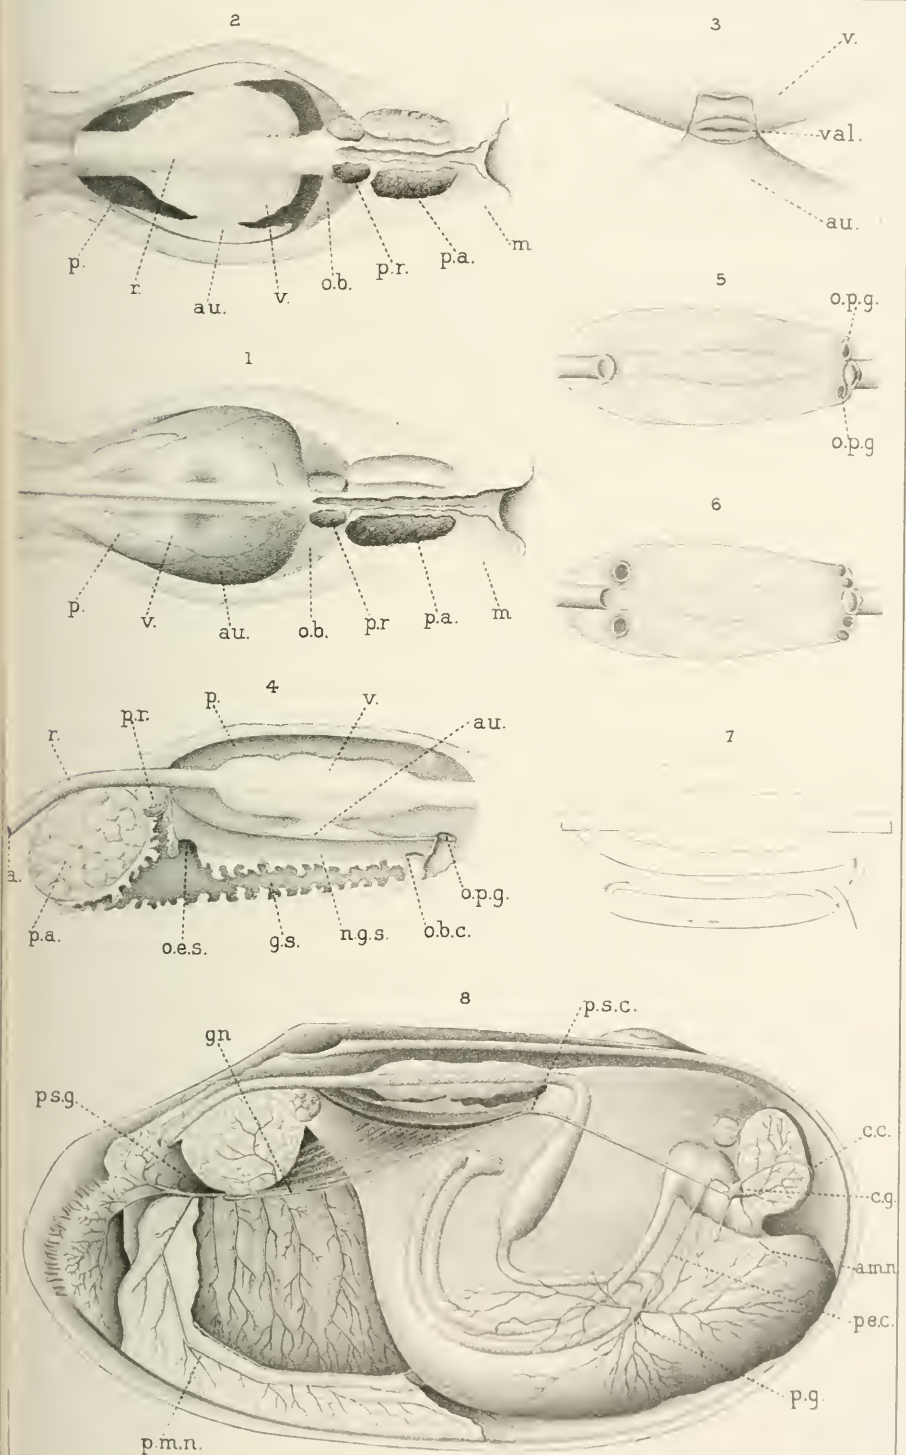 2
p.
r.
au.
v.
o.b.
p.r.
p.a.
m
3
v.
val.
au.
5
o.p.g.
o.p.g
1
p.
v.
au.
o.b.
p.r
p.a.
m
6
4
r.
p.r.
p.
v.
au.
a.
p.a.
o.e.s.
g.s.
n.g.s.
o.b.c.
o.p.g.
7
8
gn
p.s.c.
p.s.g.
c.c.
c.g.
a.m.n.
p.e.c.
p.g.
p.m.n.